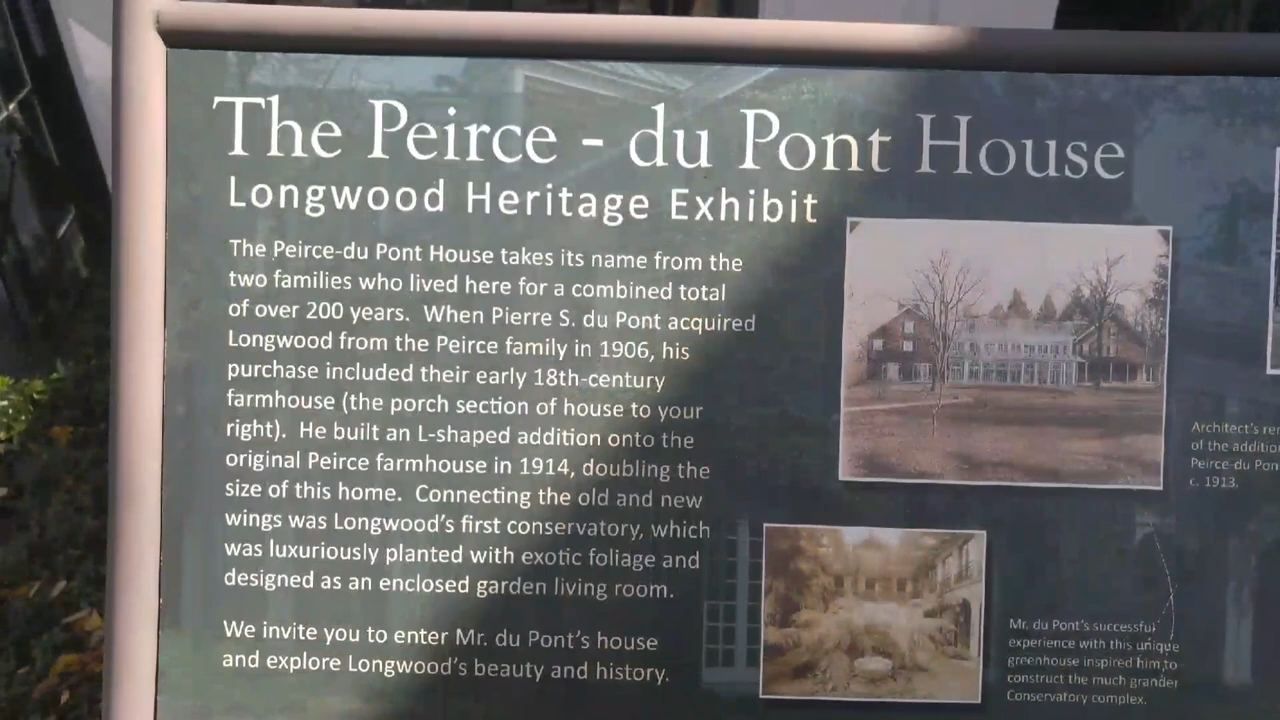 The Peirce - du Pont House
Longwood Heritage Exhibit
The Peirce-du Pont House takes its name from the
two families who lived here for a combined total
of over 200 years. When Pierre S. du Pont acquired
Longwood from the Peirce family in 1906, his
purchase included their early 18th-century
farmhouse (the porch section of house to your
right). He built an L-shaped addition onto the
original Peirce farmhouse in 1914, doubling the
size of this home. Connecting the old and new
wings was Longwood's first conservatory, which
was luxuriously planted with exotic foliage and
designed as an enclosed garden living room.
We invite you to enter Mr. du Pont's house
and explore Longwood's beauty and history.
Architect's
of the
Peirce-du
c. 1913.
Mr. du Pont's successful
experience with this unique
greenhouse inspired him to
construct the much grander
Conservatory complex.